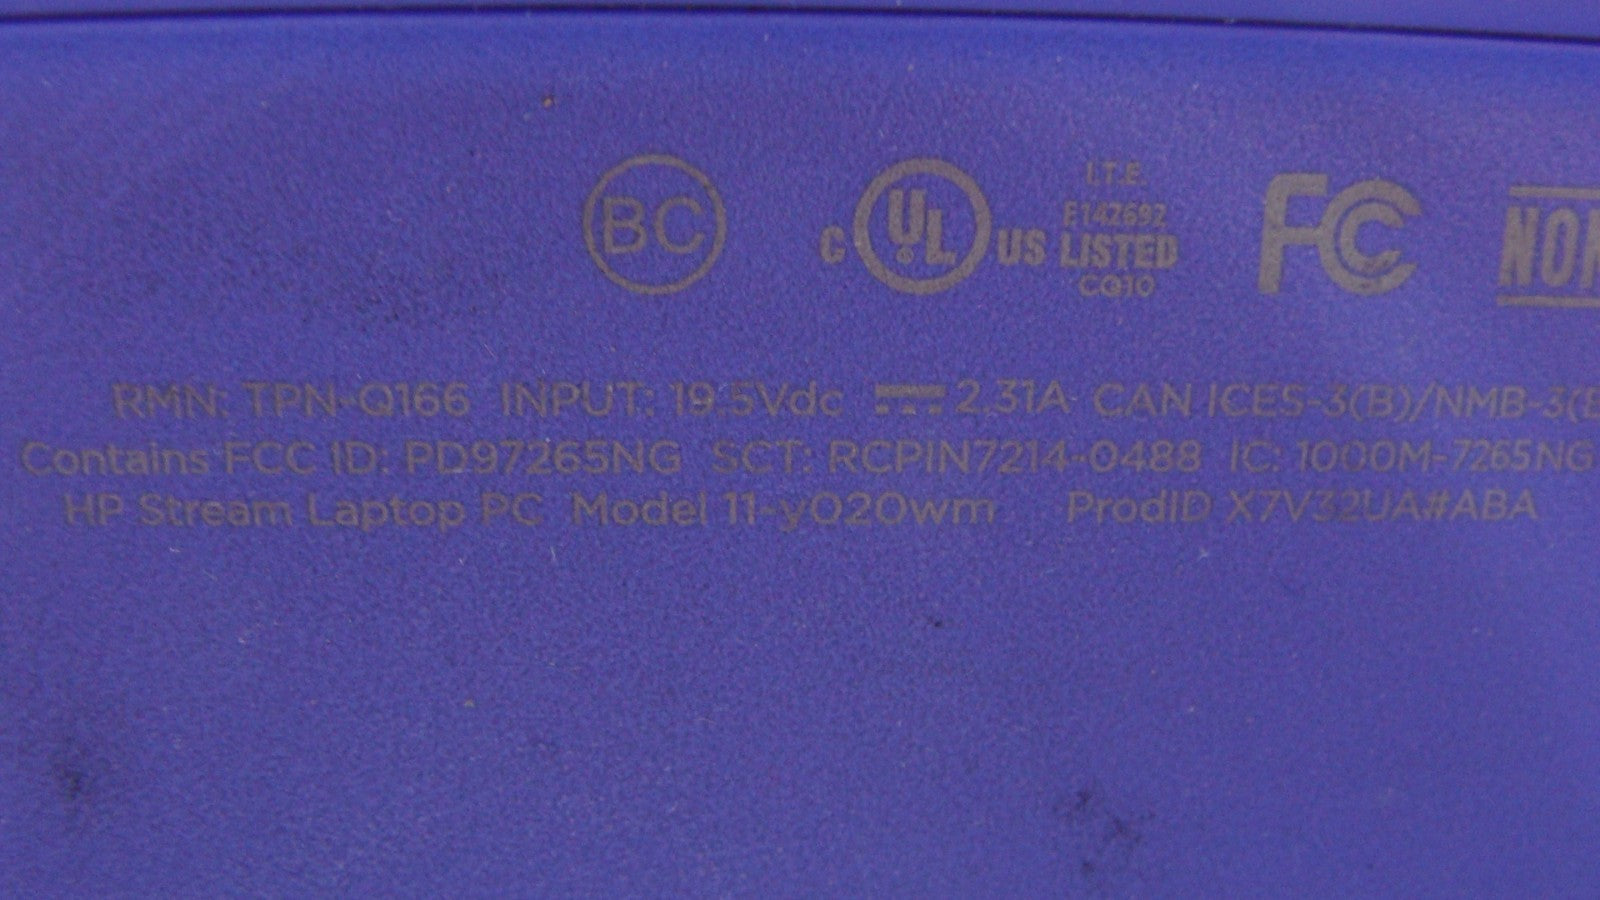 BC
C UL US
I.T.E.
E142692
LISTED
CQ10
FC
RMN: TPN-Q166 INPUT: 19.5Vdc ⎓ 2.31A CAN ICES-3(B)/NMB-3(
Contains FCC ID: PD97265NG SCT: RCPIN7214-0488 IC: 1000M-7265NG
HP Stream Laptop PC Model 11-y020wm ProdID X7V32UA#ABA